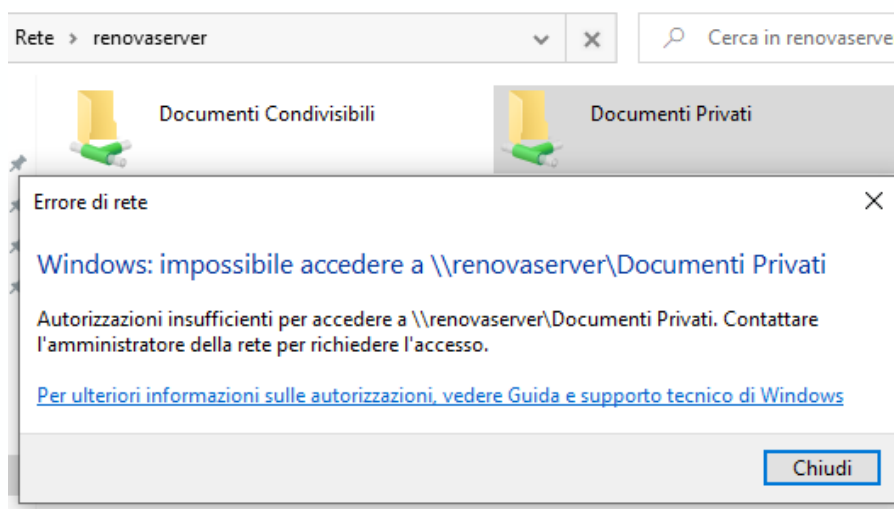 Rete > renovaserver
Cerca in renovaserve
Documenti Condivisibili
Documenti Privati
Errore di rete
Windows: impossibile accedere a \\renovaserver\Documenti Privati
Autorizzazioni insufficienti per accedere a \\renovaserver\Documenti Privati. Contattare
l'amministratore della rete per richiedere l'accesso.
Per ulteriori informazioni sulle autorizzazioni, vedere Guida e supporto tecnico di Windows
Chiudi